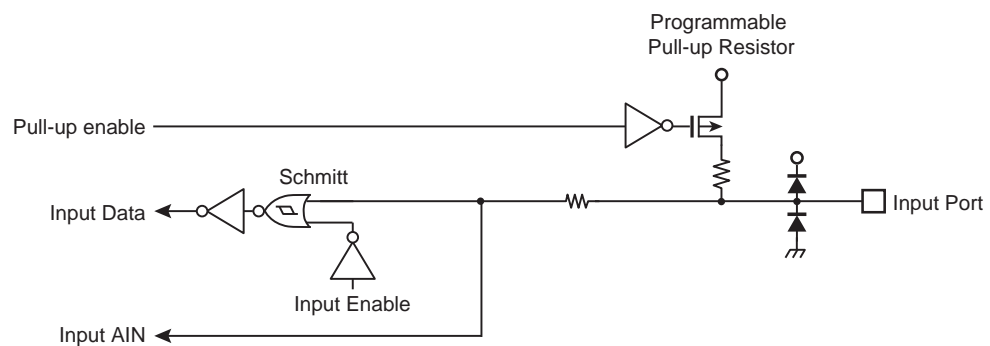 Programmable
Pull-up Resistor
Pull-up enable
Schmitt
Input Data
Input Port
Input Enable
Input AIN